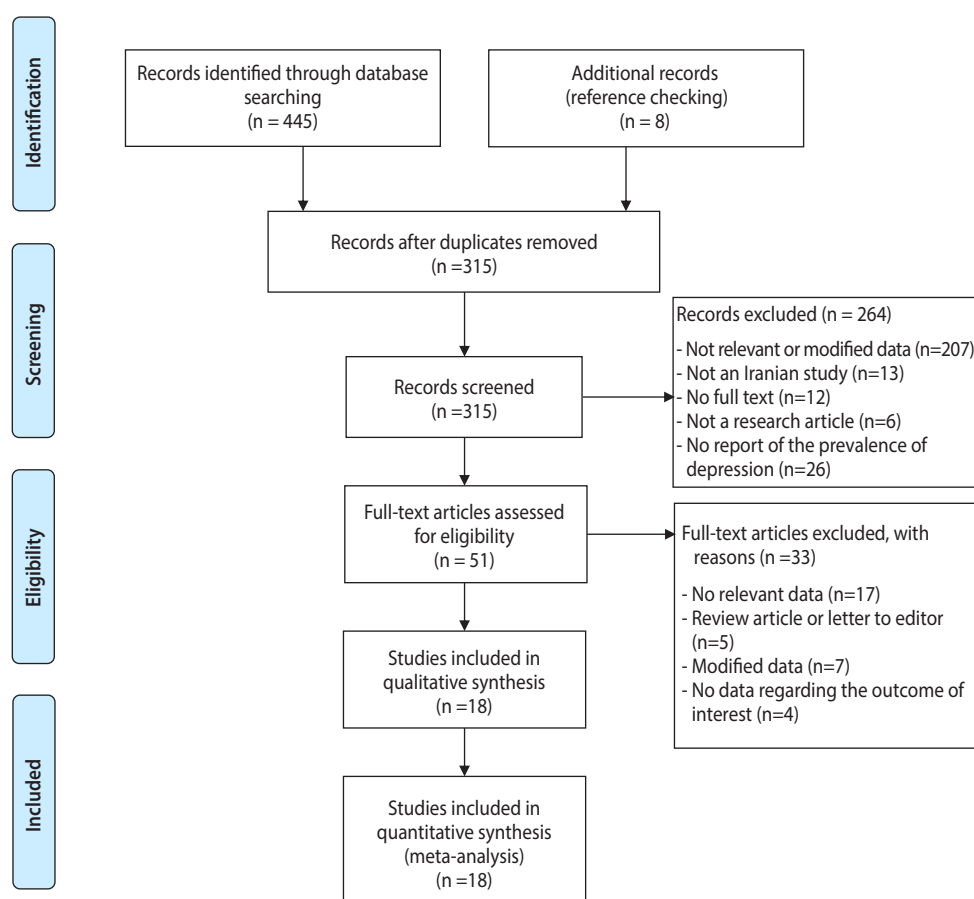 Identification
Records identified through database
searching
(n = 445)
Additional records
(reference checking)
(n = 8)
Records after duplicates removed
(n =315)
Screening
Records screened
(n =315)
Records excluded (n = 264)
- Not relevant or modified data (n=207)
- Not an Iranian study (n=13)
- No full text (n=12)
- Not a research article (n=6)
- No report of the prevalence of
depression (n=26)
Eligibility
Full-text articles assessed
for eligibility
(n = 51)
Full-text articles excluded, with
reasons (n =33)
- No relevant data (n=17)
- Review article or letter to editor
(n=5)
- Modified data (n=7)
- No data regarding the outcome of
interest (n=4)
Studies included in
qualitative synthesis
(n =18)
Included
Studies included in
quantitative synthesis
(meta-analysis)
(n =18)